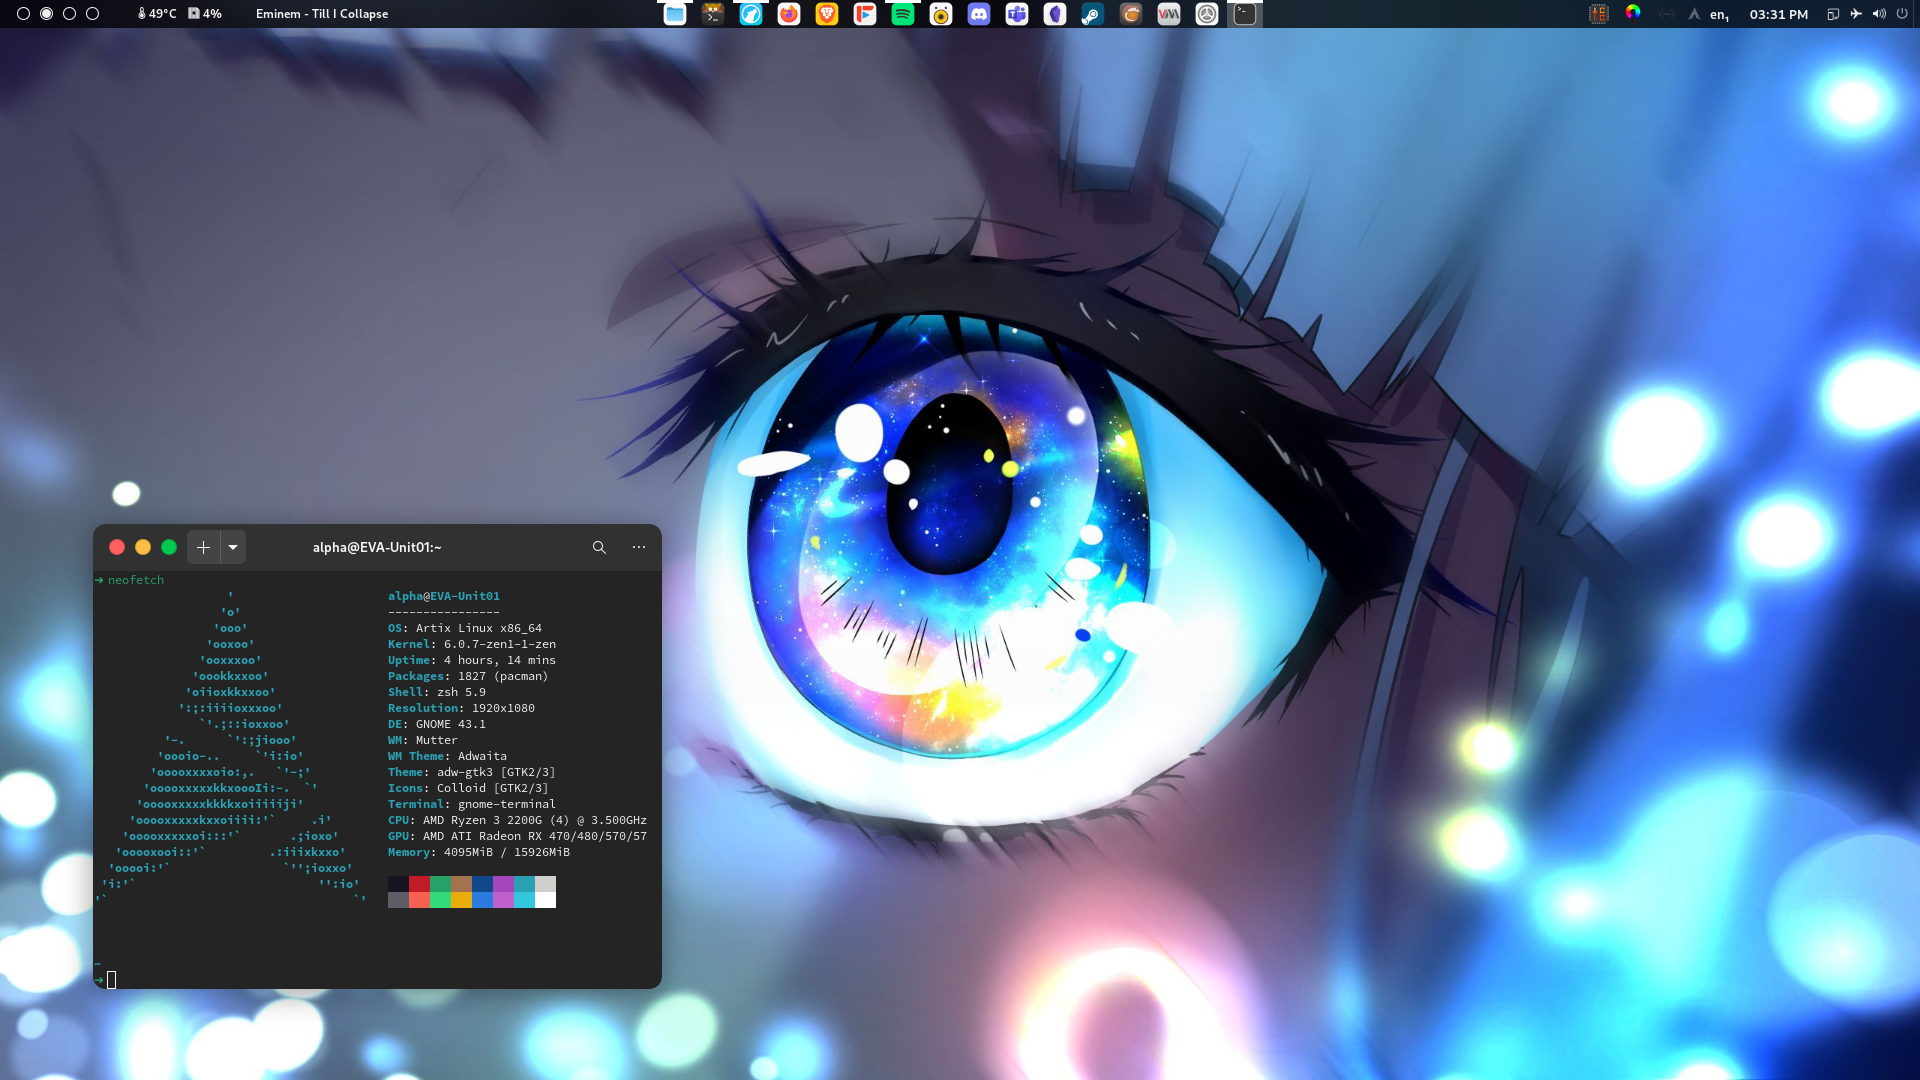 49°C 4% Eminem - Till I Collapse
en₁ 03:31 PM
alpha@EVA-Unit01:~
➜ neofetch
alpha@EVA-Unit01
----------------
OS: Artix Linux x86_64
Kernel: 6.0.7-zen1-1-zen
Uptime: 4 hours, 14 mins
Packages: 1827 (pacman)
Shell: zsh 5.9
Resolution: 1920x1080
DE: GNOME 43.1
WM: Mutter
WM Theme: Adwaita
Theme: adw-gtk3 [GTK2/3]
Icons: Colloid [GTK2/3]
Terminal: gnome-terminal
CPU: AMD Ryzen 3 2200G (4) @ 3.500GHz
GPU: AMD ATI Radeon RX 470/480/570/57
Memory: 4095MiB / 15926MiB
~
➜